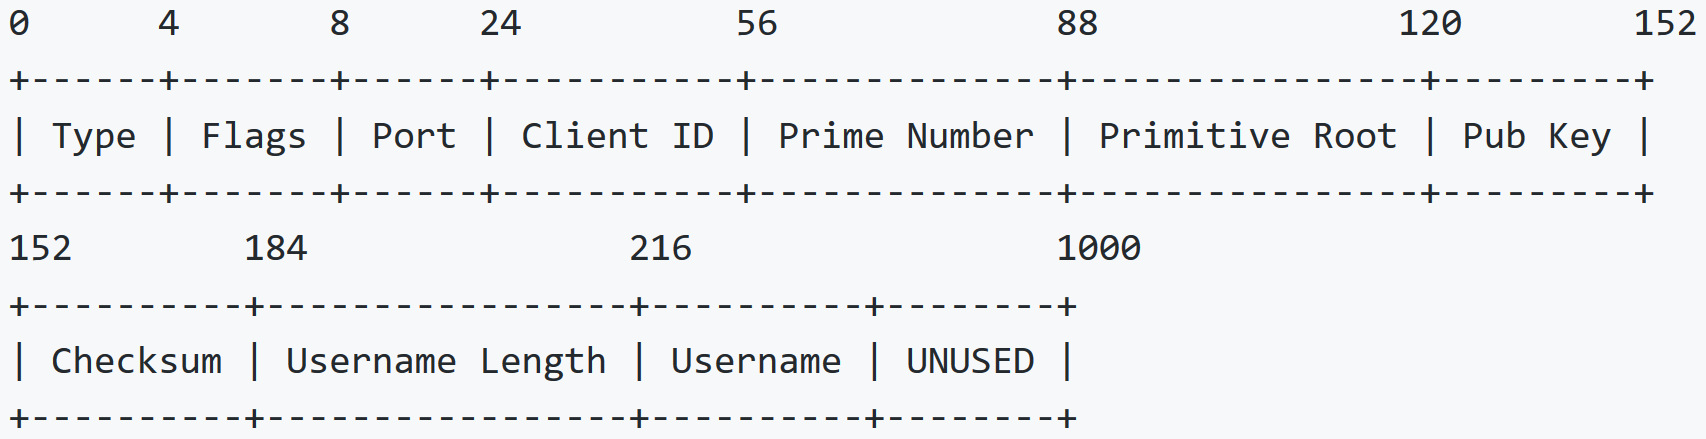 0      4       8      24          56             88              120        152
+------+-------+------+-----------+--------------+----------------+---------+
| Type | Flags | Port | Client ID | Prime Number | Primitive Root | Pub Key |
+------+-------+------+-----------+--------------+----------------+---------+
152        184               216                 1000
+----------+-----------------+----------+--------+
| Checksum | Username Length | Username | UNUSED |
+----------+-----------------+----------+--------+